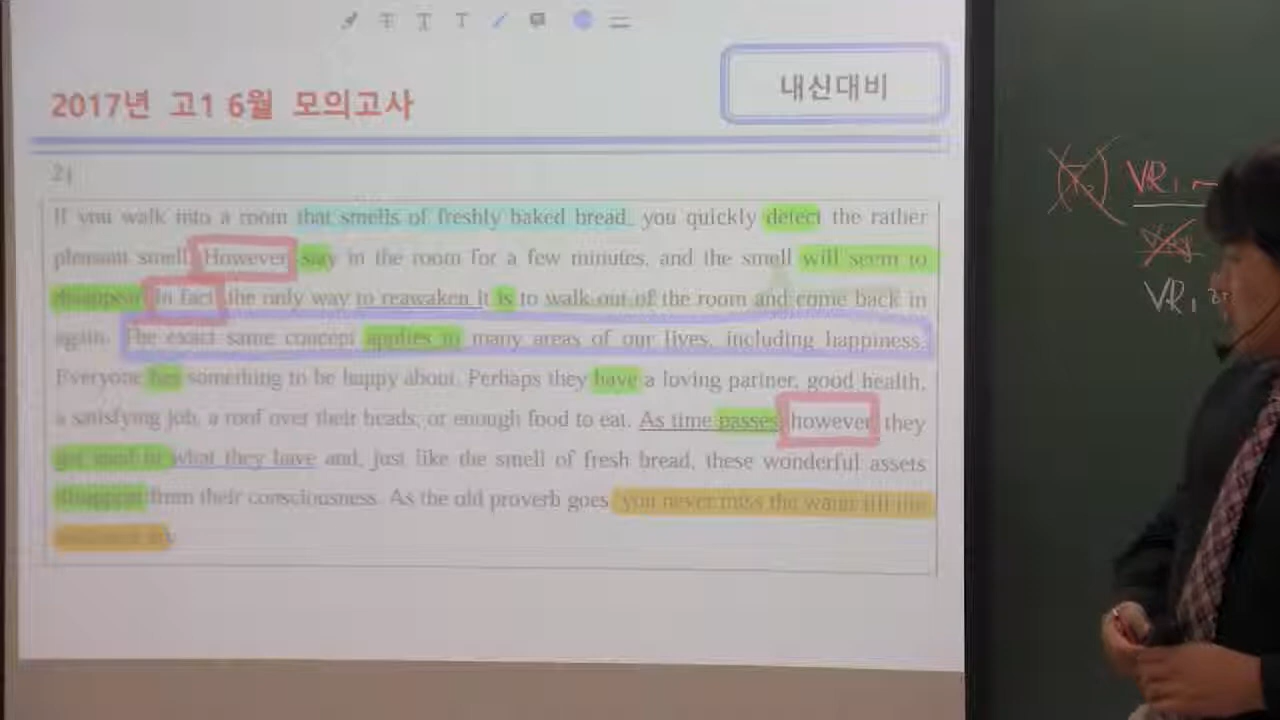 2017년 고1 6월 모의고사
내신대비
If you walk into a room that smells of freshly baked bread, you quickly detect the rather
pleasant smell. However stay in the room for a few minutes, and the smell will seem to
disappear In fact the only way to reawaken it is to walk out of the room and come back in
again. The exact same concept applies to many areas of our lives, including happiness.
Everyone has something to be happy about. Perhaps they have a loving partner, good health,
a satisfying job, a roof over their heads, or enough food to eat. As time passes however they
get used to what they have and, just like the smell of fresh bread, these wonderful assets
disappear from their consciousness. As the old proverb goes you never miss the water till the
VR₁
VR₁